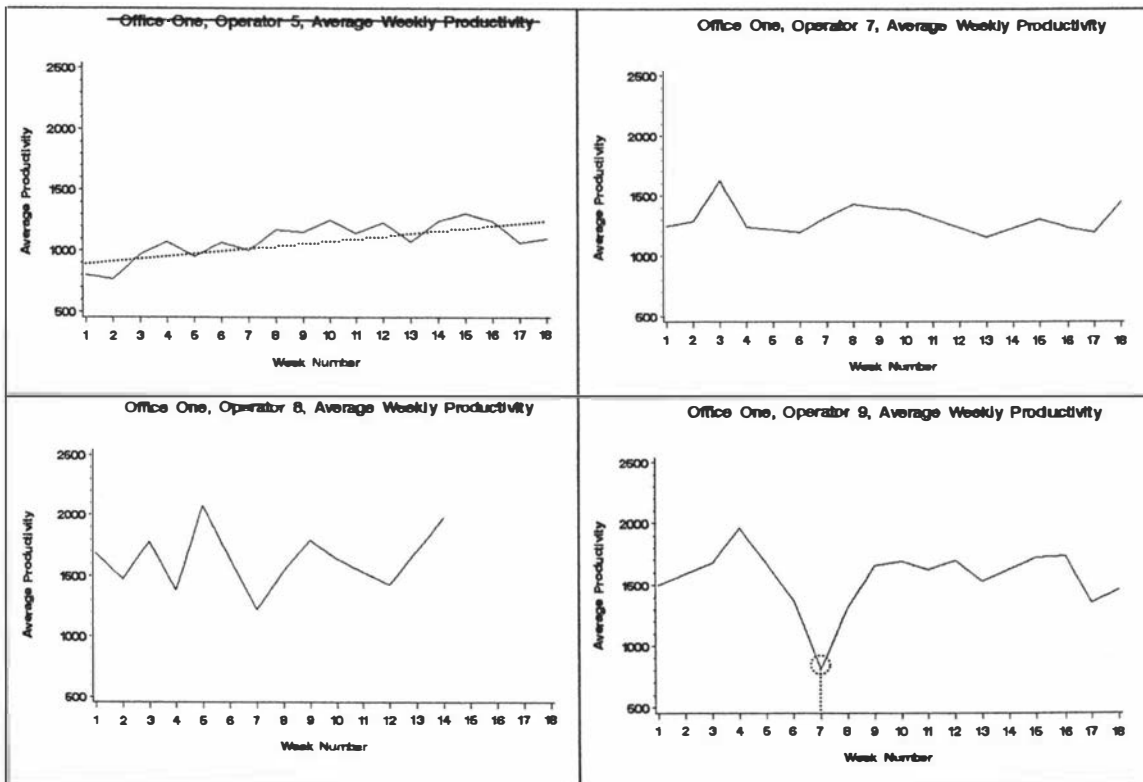 Office One, Operator 5, Average Weekly Productivity
2500
2000
1500
1000
500
Average Productivity
1 2 3 4 5 6 7 8 9 10 11 12 13 14 15 16 17 18
Week Number
Office One, Operator 7, Average Weekly Productivity
2500
2000
1500
1000
500
Average Productivity
1 2 3 4 5 6 7 8 9 10 11 12 13 14 15 16 17 18
Week Number
Office One, Operator 8, Average Weekly Productivity
2500
2000
1500
1000
500
Average Productivity
1 2 3 4 5 6 7 8 9 10 11 12 13 14 15 16 17 18
Week Number
Office One, Operator 9, Average Weekly Productivity
2500
2000
1500
1000
500
Average Productivity
1 2 3 4 5 6 7 8 9 10 11 12 13 14 15 16 17 18
Week Number